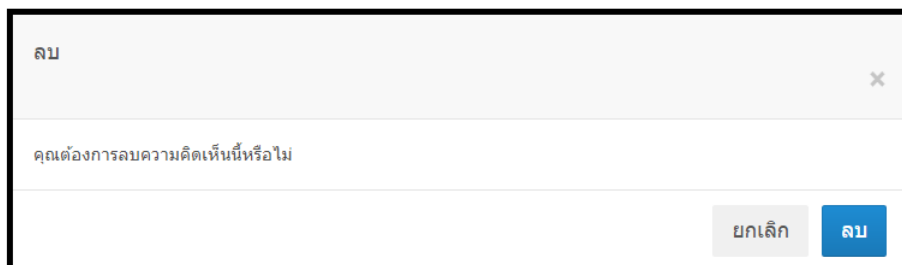 ลบ
×
คุณต้องการลบความคิดเห็นนี้หรือไม่
ยกเลิก ลบ